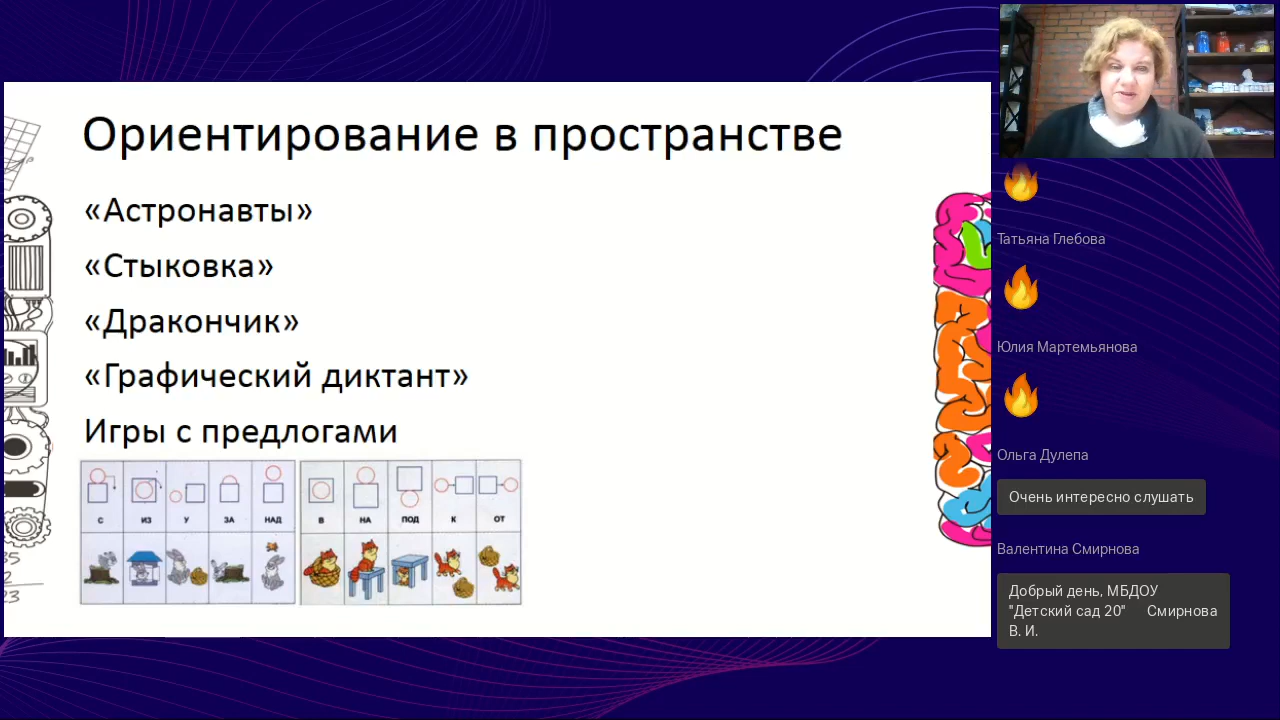 Ориентирование в пространстве
«Астронавты»
«Стыковка»
«Дракончик»
«Графический диктант»
Игры с предлогами
С ИЗ У ЗА НАД В НА ПОД К ОТ
Татьяна Глебова
Юлия Мартемьянова
Ольга Дулепа
Очень интересно слушать
Валентина Смирнова
Добрый день, МБДОУ
"Детский сад 20" Смирнова
В. И.